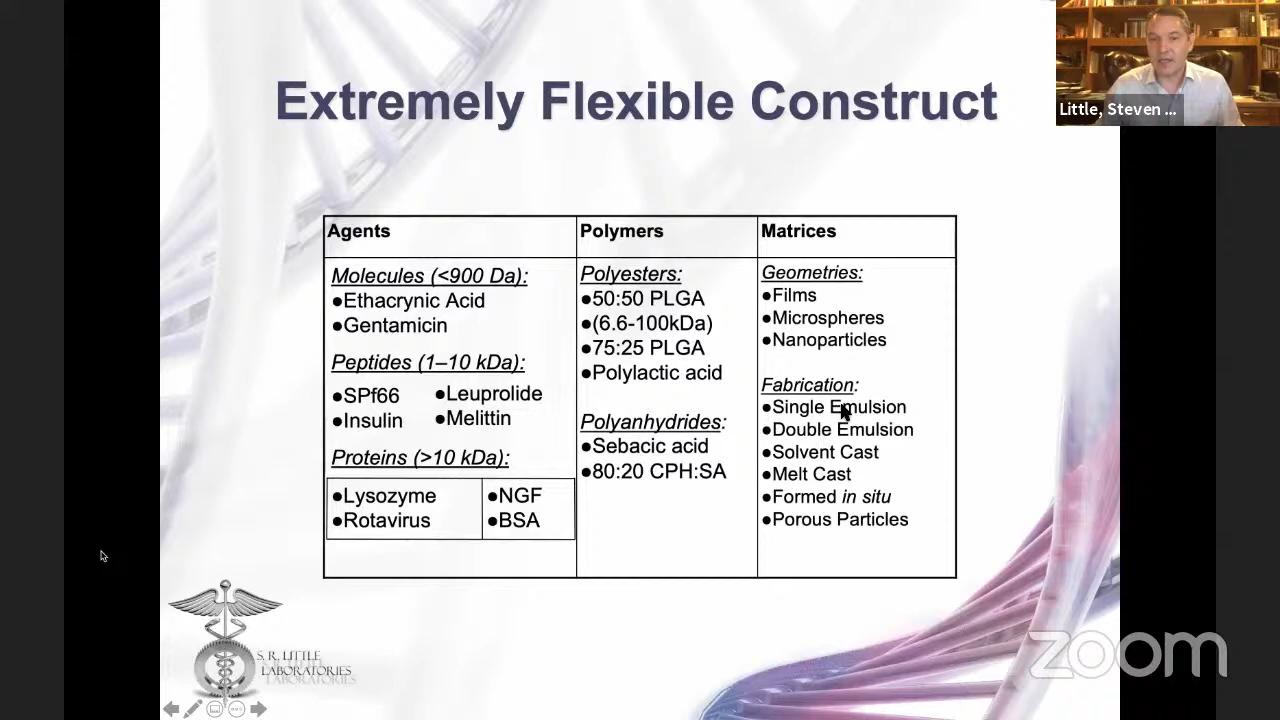 Extremely Flexible Construct
Little, Steven ...
Agents
Molecules (<900 Da):
●Ethacrynic Acid
●Gentamicin
Peptides (1–10 kDa):
●SPf66 ●Leuprolide
●Insulin ●Melittin
Proteins (>10 kDa):
●Lysozyme ●NGF
●Rotavirus ●BSA
Polymers
Polyesters:
●50:50 PLGA
●(6.6-100kDa)
●75:25 PLGA
●Polylactic acid
Polyanhydrides:
●Sebacic acid
●80:20 CPH:SA
Matrices
Geometries:
●Films
●Microspheres
●Nanoparticles
Fabrication:
●Single Emulsion
●Double Emulsion
●Solvent Cast
●Melt Cast
●Formed in situ
●Porous Particles
S. R. LITTLE
LABORATORIES
zoom